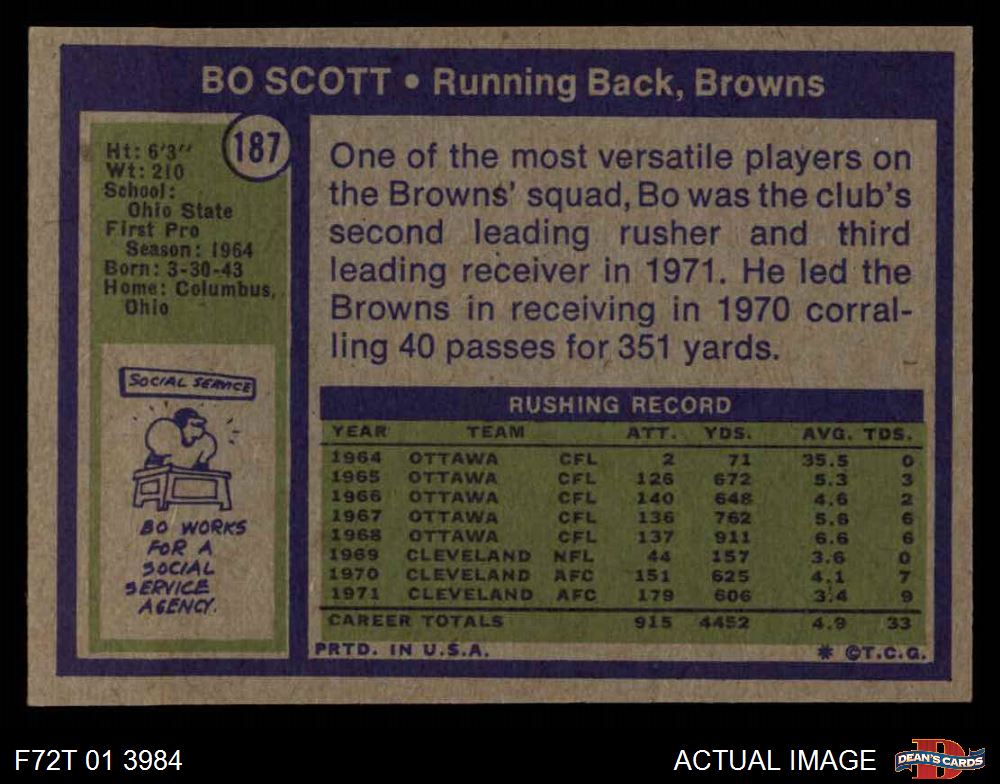 BO SCOTT • Running Back, Browns
187
Ht: 6'3"
Wt: 210
School:
Ohio State
First Pro
Season: 1964
Born: 3-30-43
Home: Columbus,
Ohio
SOCIAL SERVICE
BO WORKS
FOR A
SOCIAL
SERVICE
AGENCY.
One of the most versatile players on
the Browns' squad, Bo was the club's
second leading rusher and third
leading receiver in 1971. He led the
Browns in receiving in 1970 corral-
ling 40 passes for 351 yards.
RUSHING RECORD
YEAR TEAM ATT. YDS. AVG. TDS.
1964 OTTAWA CFL 2 71 35.5 0
1965 OTTAWA CFL 126 672 5.3 3
1966 OTTAWA CFL 140 648 4.6 2
1967 OTTAWA CFL 136 762 5.6 6
1968 OTTAWA CFL 137 911 6.6 6
1969 CLEVELAND NFL 44 157 3.6 0
1970 CLEVELAND AFC 151 625 4.1 7
1971 CLEVELAND AFC 179 606 3.4 9
CAREER TOTALS 915 4452 4.9 33
PRTD. IN U.S.A. * ©T.C.G.
F72T 01 3984
ACTUAL IMAGE
D
DEAN'S CARDS